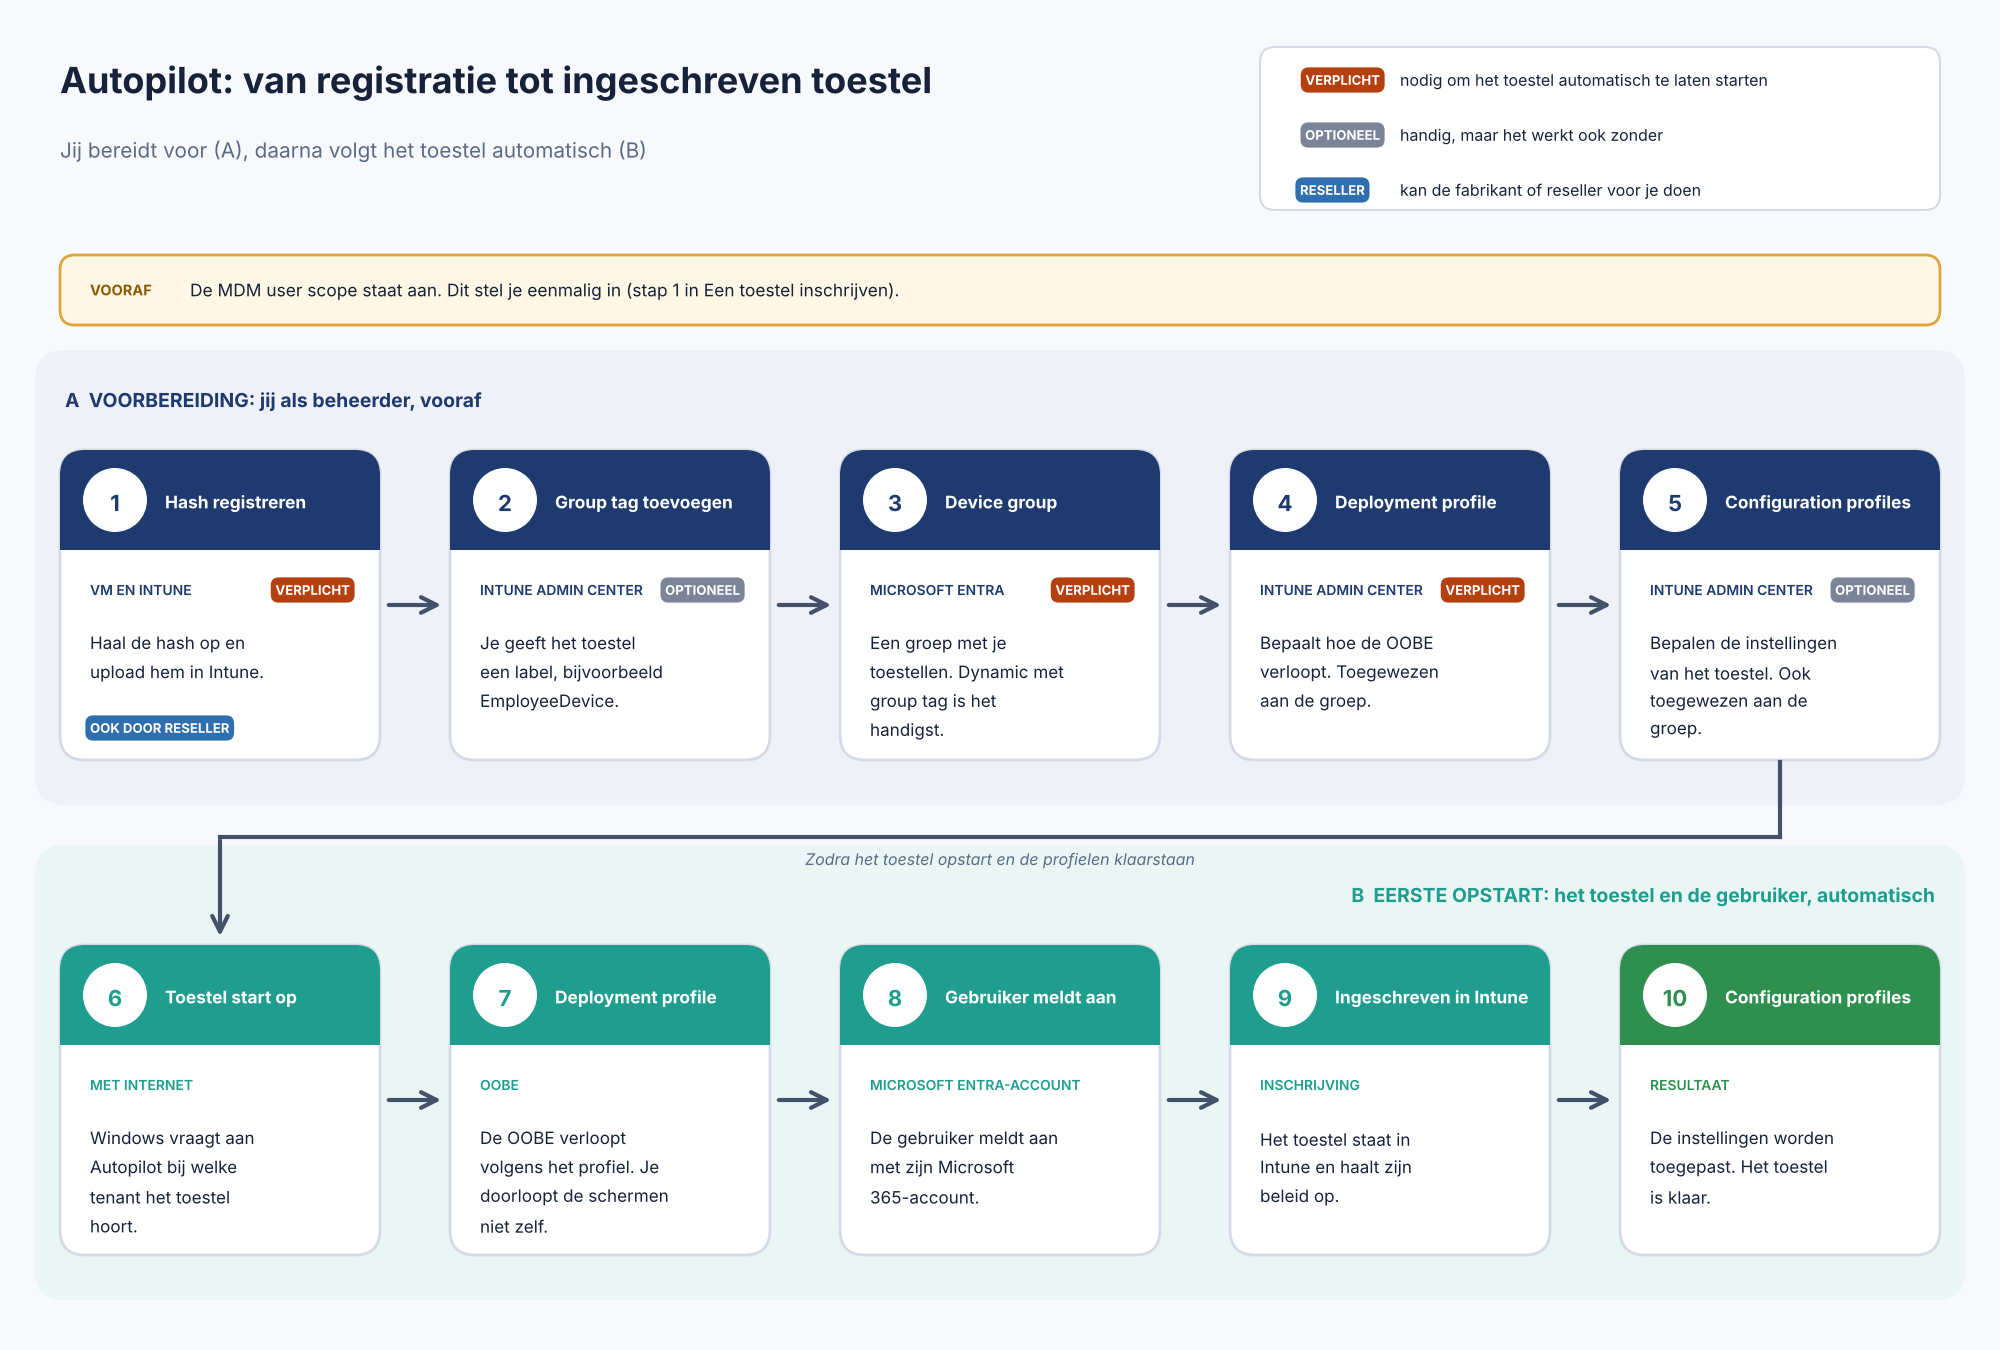 Autopilot: van registratie tot ingeschreven toestel
Jij bereidt voor (A), daarna volgt het toestel automatisch (B)
VERPLICHT nodig om het toestel automatisch te laten starten
OPTIONEEL handig, maar het werkt ook zonder
RESELLER kan de fabrikant of reseller voor je doen
VOORAF De MDM user scope staat aan. Dit stel je eenmalig in (stap 1 in Een toestel inschrijven).
A VOORBEREIDING: jij als beheerder, vooraf
1 Hash registreren
VM EN INTUNE VERPLICHT
Haal de hash op en
upload hem in Intune.
OOK DOOR RESELLER
2 Group tag toevoegen
INTUNE ADMIN CENTER OPTIONEEL
Je geeft het toestel
een label, bijvoorbeeld
EmployeeDevice.
3 Device group
MICROSOFT ENTRA VERPLICHT
Een groep met je
toestellen. Dynamic met
group tag is het
handigst.
4 Deployment profile
INTUNE ADMIN CENTER VERPLICHT
Bepaalt hoe de OOBE
verloopt. Toegewezen
aan de groep.
5 Configuration profiles
INTUNE ADMIN CENTER OPTIONEEL
Bepalen de instellingen
van het toestel. Ook
toegewezen aan de
groep.
Zodra het toestel opstart en de profielen klaarstaan
B EERSTE OPSTART: het toestel en de gebruiker, automatisch
6 Toestel start op
MET INTERNET
Windows vraagt aan
Autopilot bij welke
tenant het toestel
hoort.
7 Deployment profile
OOBE
De OOBE verloopt
volgens het profiel. Je
doorloopt de schermen
niet zelf.
8 Gebruiker meldt aan
MICROSOFT ENTRA-ACCOUNT
De gebruiker meldt aan
met zijn Microsoft
365-account.
9 Ingeschreven in Intune
INSCHRIJVING
Het toestel staat in
Intune en haalt zijn
beleid op.
10 Configuration profiles
RESULTAAT
De instellingen worden
toegepast. Het toestel
is klaar.